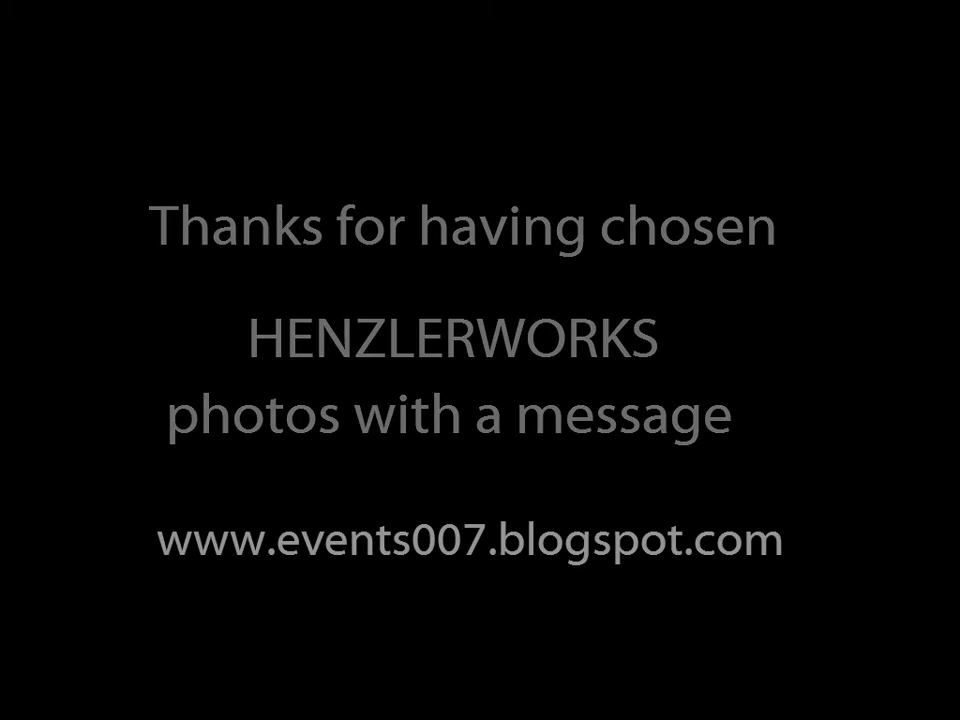 Thanks for having chosen
HENZLERWORKS
photos with a message
www.events007.blogspot.com